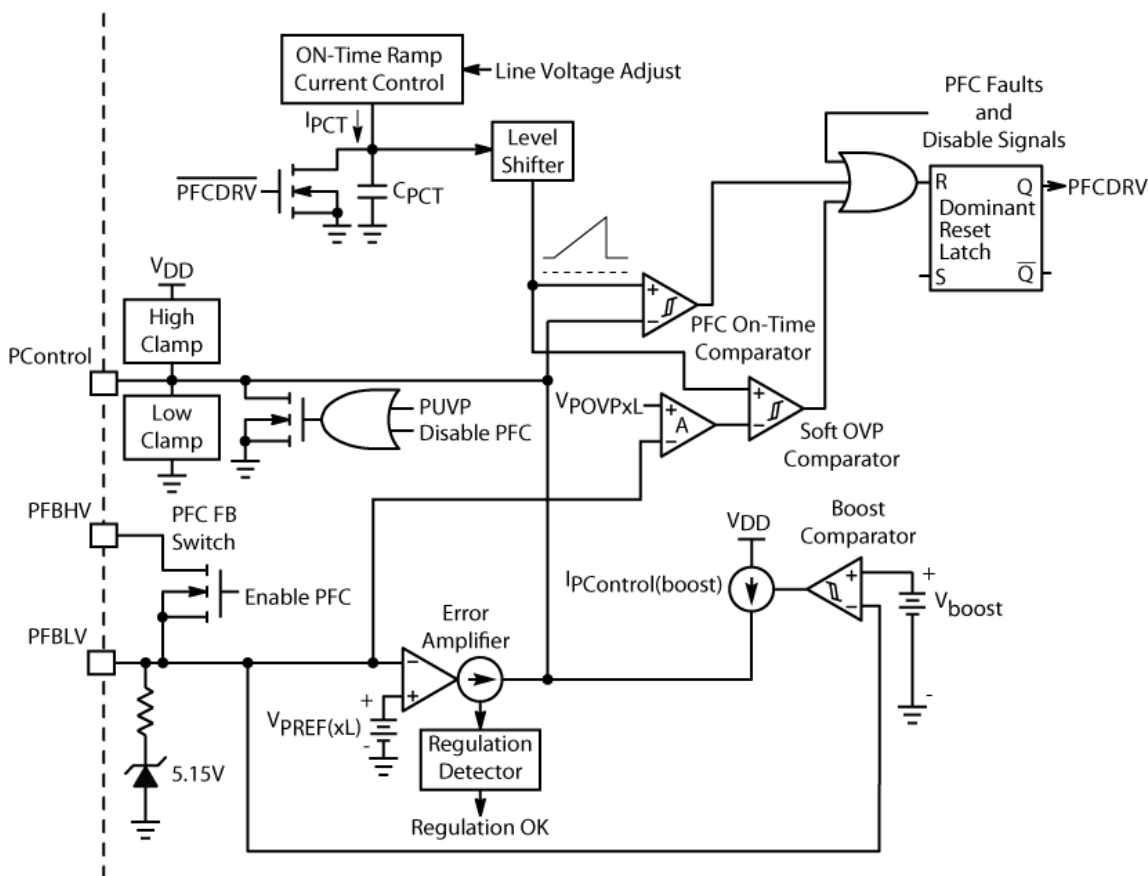 ON-Time Ramp
Current Control
Line Voltage Adjust
IPCT
PFCDRV
CPCT
Level
Shifter
PFC Faults
and
Disable Signals
R
Q
PFCDRV
Dominant
Reset
Latch
S
Q
VDD
High
Clamp
+
−
PFC On-Time
Comparator
PControl
Low
Clamp
PUVP
Disable PFC
VPOVPxL
+
−
A
+
−
Soft OVP
Comparator
PFBHV
PFC FB
Switch
Enable PFC
VDD
Boost
Comparator
IPControl(boost)
+
−
+
Vboost
-
PFBLV
Error
Amplifier
−
+
+
VPREF(xL)
-
Regulation
Detector
Regulation OK
5.15V